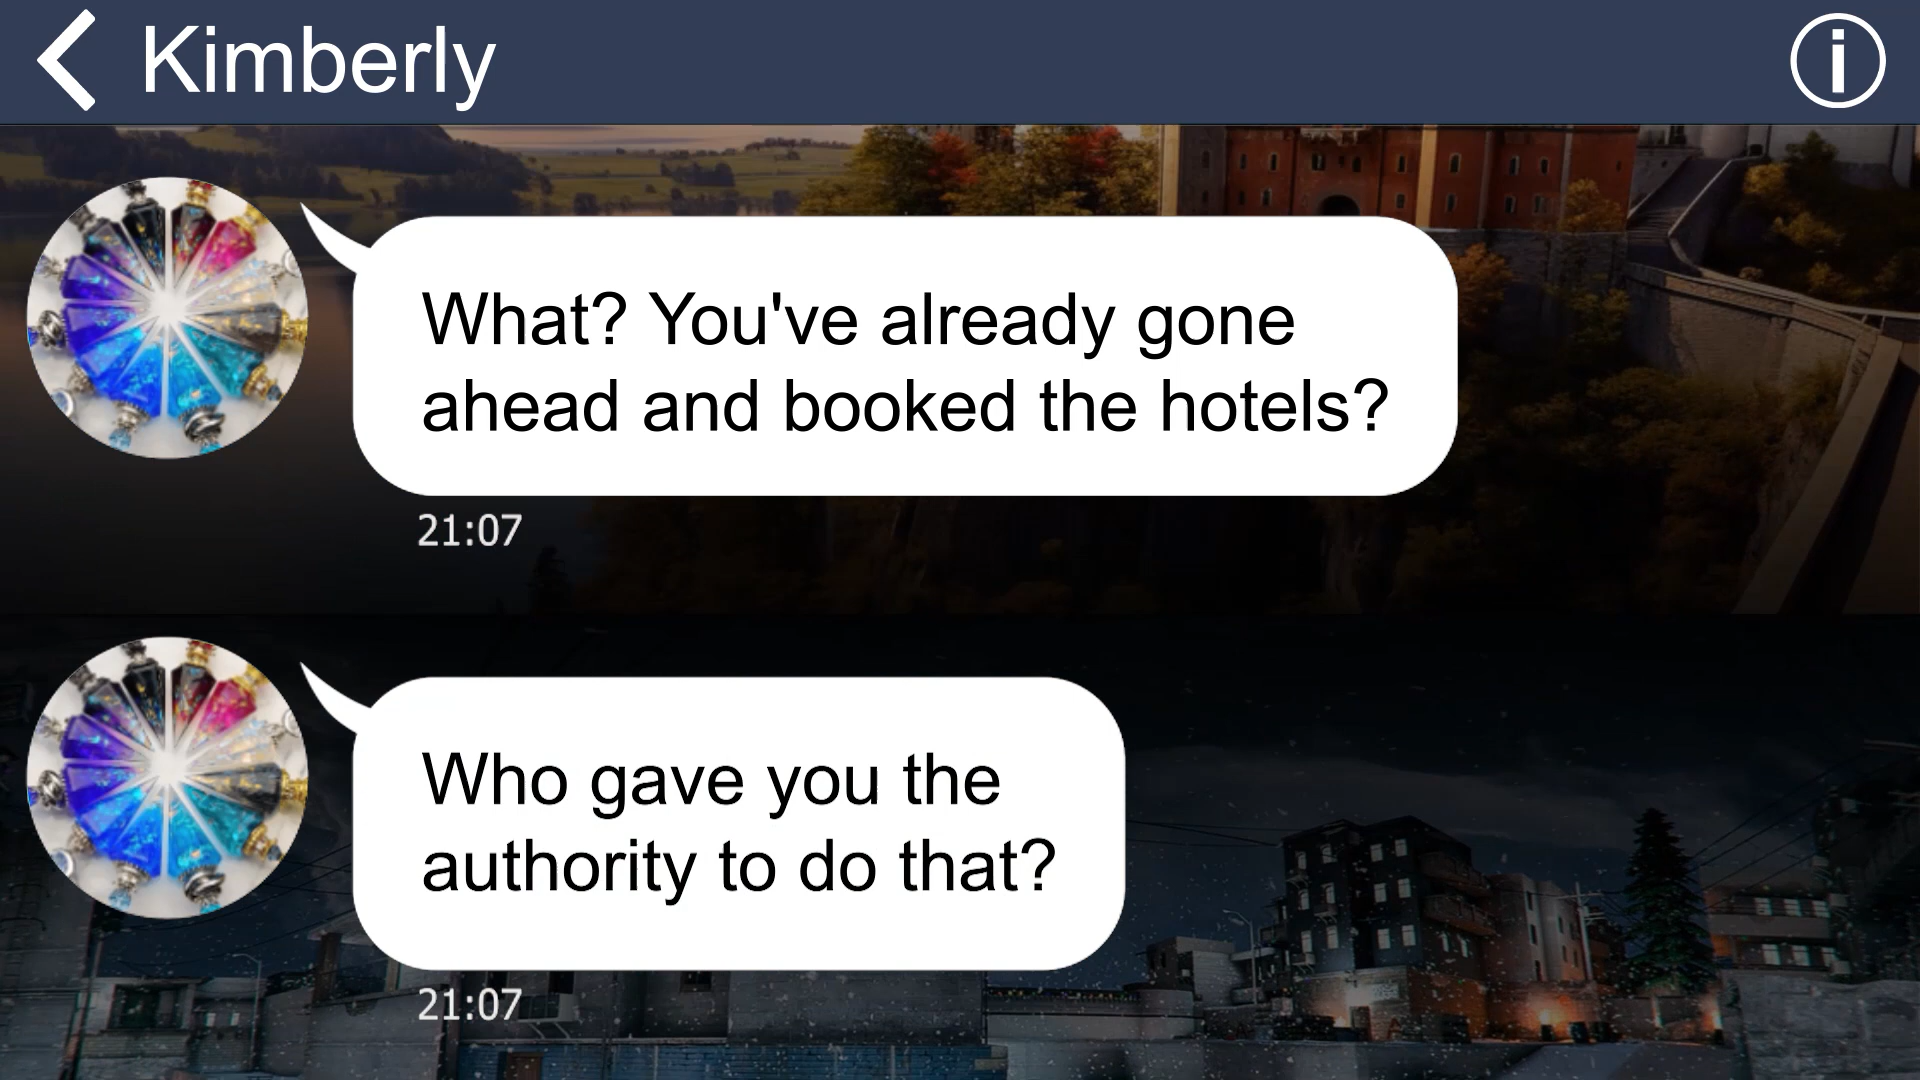 Kimberly
What? You've already gone
ahead and booked the hotels?
21:07
Who gave you the
authority to do that?
21:07